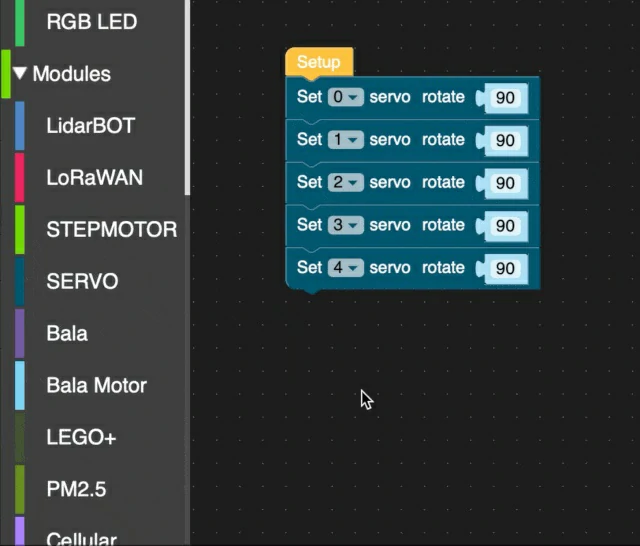 RGB LED
Modules
LidarBOT
LoRaWAN
STEPMOTOR
SERVO
Bala
Bala Motor
LEGO+
PM2.5
Cellular
Setup
Set 0 servo rotate 90
Set 1 servo rotate 90
Set 2 servo rotate 90
Set 3 servo rotate 90
Set 4 servo rotate 90